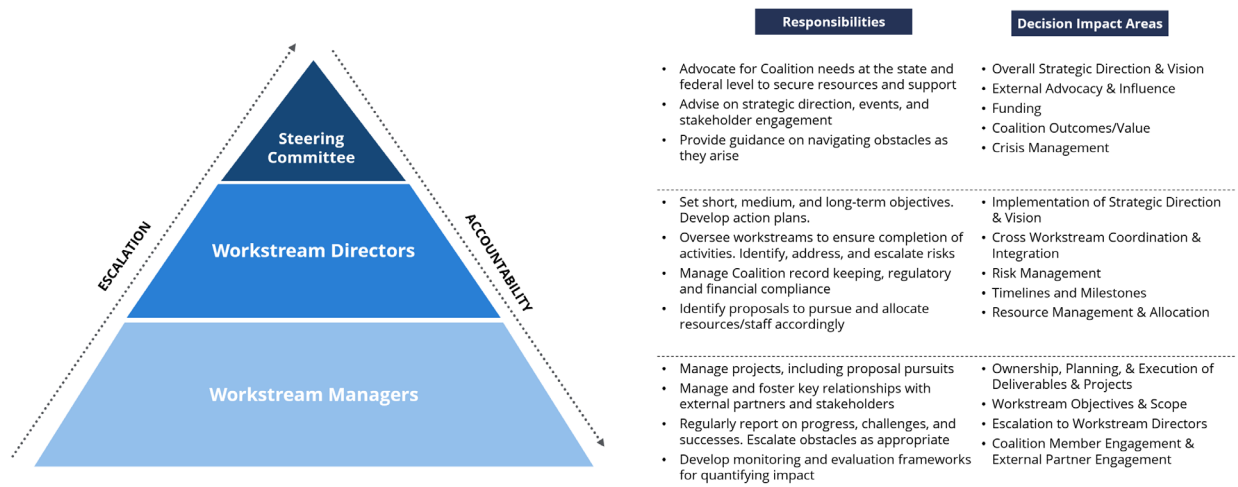 Steering
Committee
Workstream Directors
Workstream Managers
ESCALATION
ACCOUNTABILITY
Responsibilities
• Advocate for Coalition needs at the state and
federal level to secure resources and support
• Advise on strategic direction, events, and
stakeholder engagement
• Provide guidance on navigating obstacles as
they arise
• Set short, medium, and long-term objectives.
Develop action plans.
• Oversee workstreams to ensure completion of
activities. Identify, address, and escalate risks
• Manage Coalition record keeping, regulatory
and financial compliance
• Identify proposals to pursue and allocate
resources/staff accordingly
• Manage projects, including proposal pursuits
• Manage and foster key relationships with
external partners and stakeholders
• Regularly report on progress, challenges, and
successes. Escalate obstacles as appropriate
• Develop monitoring and evaluation frameworks
for quantifying impact
Decision Impact Areas
• Overall Strategic Direction & Vision
• External Advocacy & Influence
• Funding
• Coalition Outcomes/Value
• Crisis Management
• Implementation of Strategic Direction
& Vision
• Cross Workstream Coordination &
Integration
• Risk Management
• Timelines and Milestones
• Resource Management & Allocation
• Ownership, Planning, & Execution of
Deliverables & Projects
• Workstream Objectives & Scope
• Escalation to Workstream Directors
• Coalition Member Engagement &
External Partner Engagement